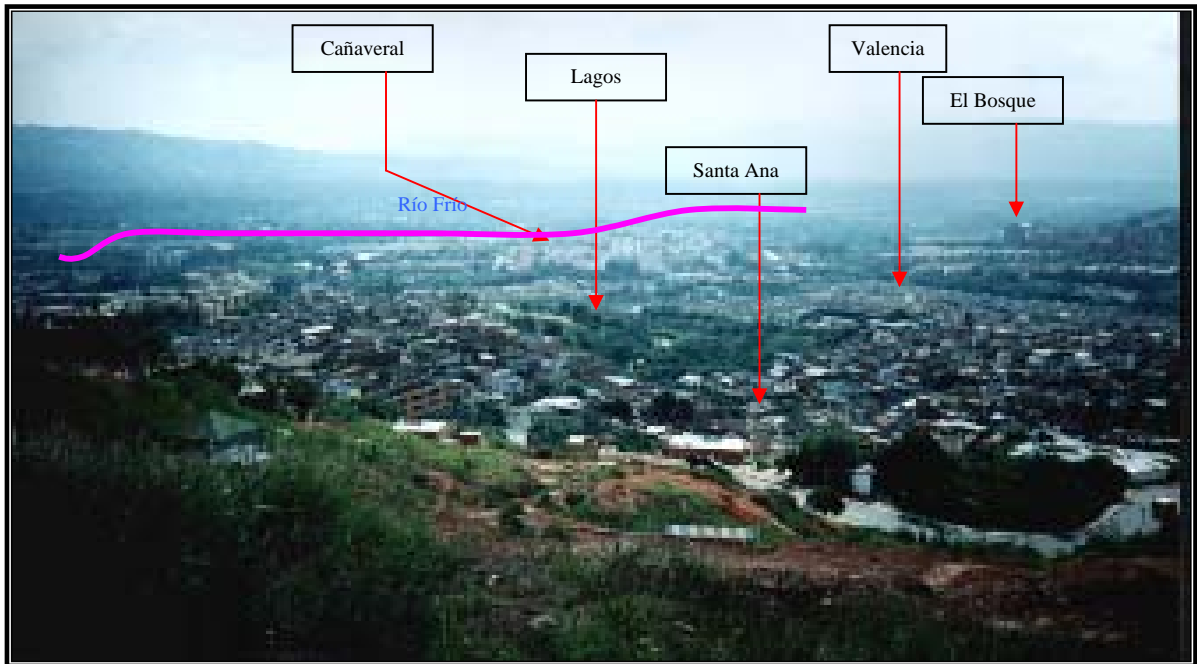 Cañaveral
Lagos
Valencia
El Bosque
Santa Ana
Río Frío